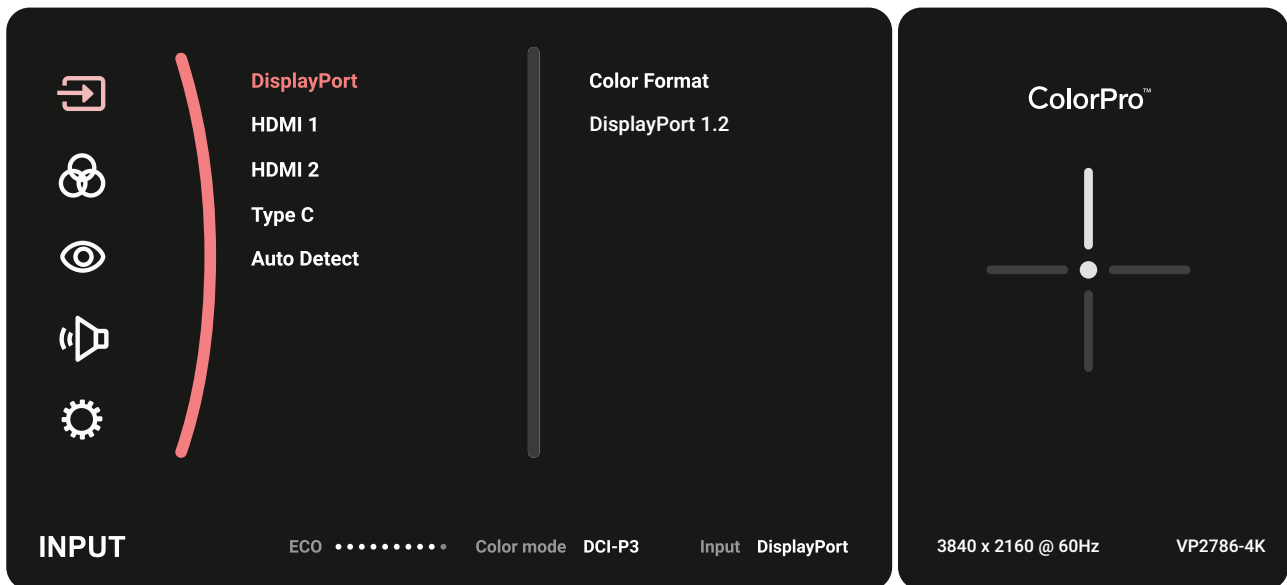 DisplayPort
HDMI 1
HDMI 2
Type C
Auto Detect
Color Format
DisplayPort 1.2
INPUT
ECO
Color mode DCI-P3
Input DisplayPort
ColorPro™
3840 x 2160 @ 60Hz
VP2786-4K